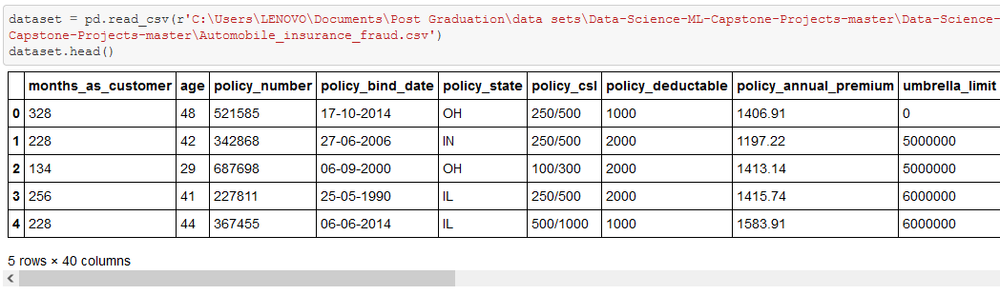 dataset = pd.read_csv(r'C:\Users\LENOVO\Documents\Post Graduation\data sets\Data-Science-ML-Capstone-Projects-master\Data-Science-
Capstone-Projects-master\Automobile_insurance_fraud.csv')
dataset.head()
months_as_customer age policy_number policy_bind_date policy_state policy_csl policy_deductable policy_annual_premium umbrella_limit
0 328 48 521585 17-10-2014 OH 250/500 1000 1406.91 0
1 228 42 342868 27-06-2006 IN 250/500 2000 1197.22 5000000
2 134 29 687698 06-09-2000 OH 100/300 2000 1413.14 5000000
3 256 41 227811 25-05-1990 IL 250/500 2000 1415.74 6000000
4 228 44 367455 06-06-2014 IL 500/1000 1000 1583.91 6000000
5 rows × 40 columns